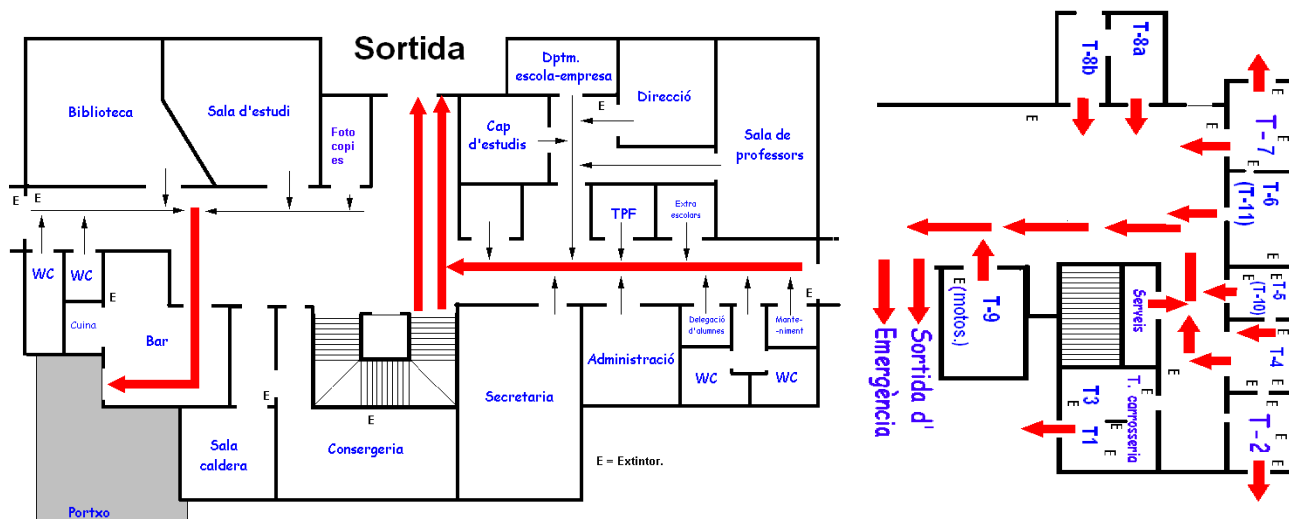 Sortida
Dptm.
escola-empresa
Biblioteca
Sala d'estudi
Foto
copi
es
Cap
d'estudis
E
Direcció
Sala de
professors
E
E
TPF
Extra
escolars
WC
WC
E
Cuina
Bar
E
Delegació
d'alumnes
Mante-
niment
Administració
WC
WC
Secretaria
E
Sala
caldera
Consergeria
E
E = Extintor.
Portxo
T-8b
T-8a
E
E
E
E
E
T - 7
E
T-6
(T-11)
E
E
T-5
(T-10)
E
E
T-4
E
E
T - 2
E
E
E
Serveis
E
T-9
(motos.)
Sortida d'
Emergència
T3
E
E
T1
E
E
T. carrosseria
E